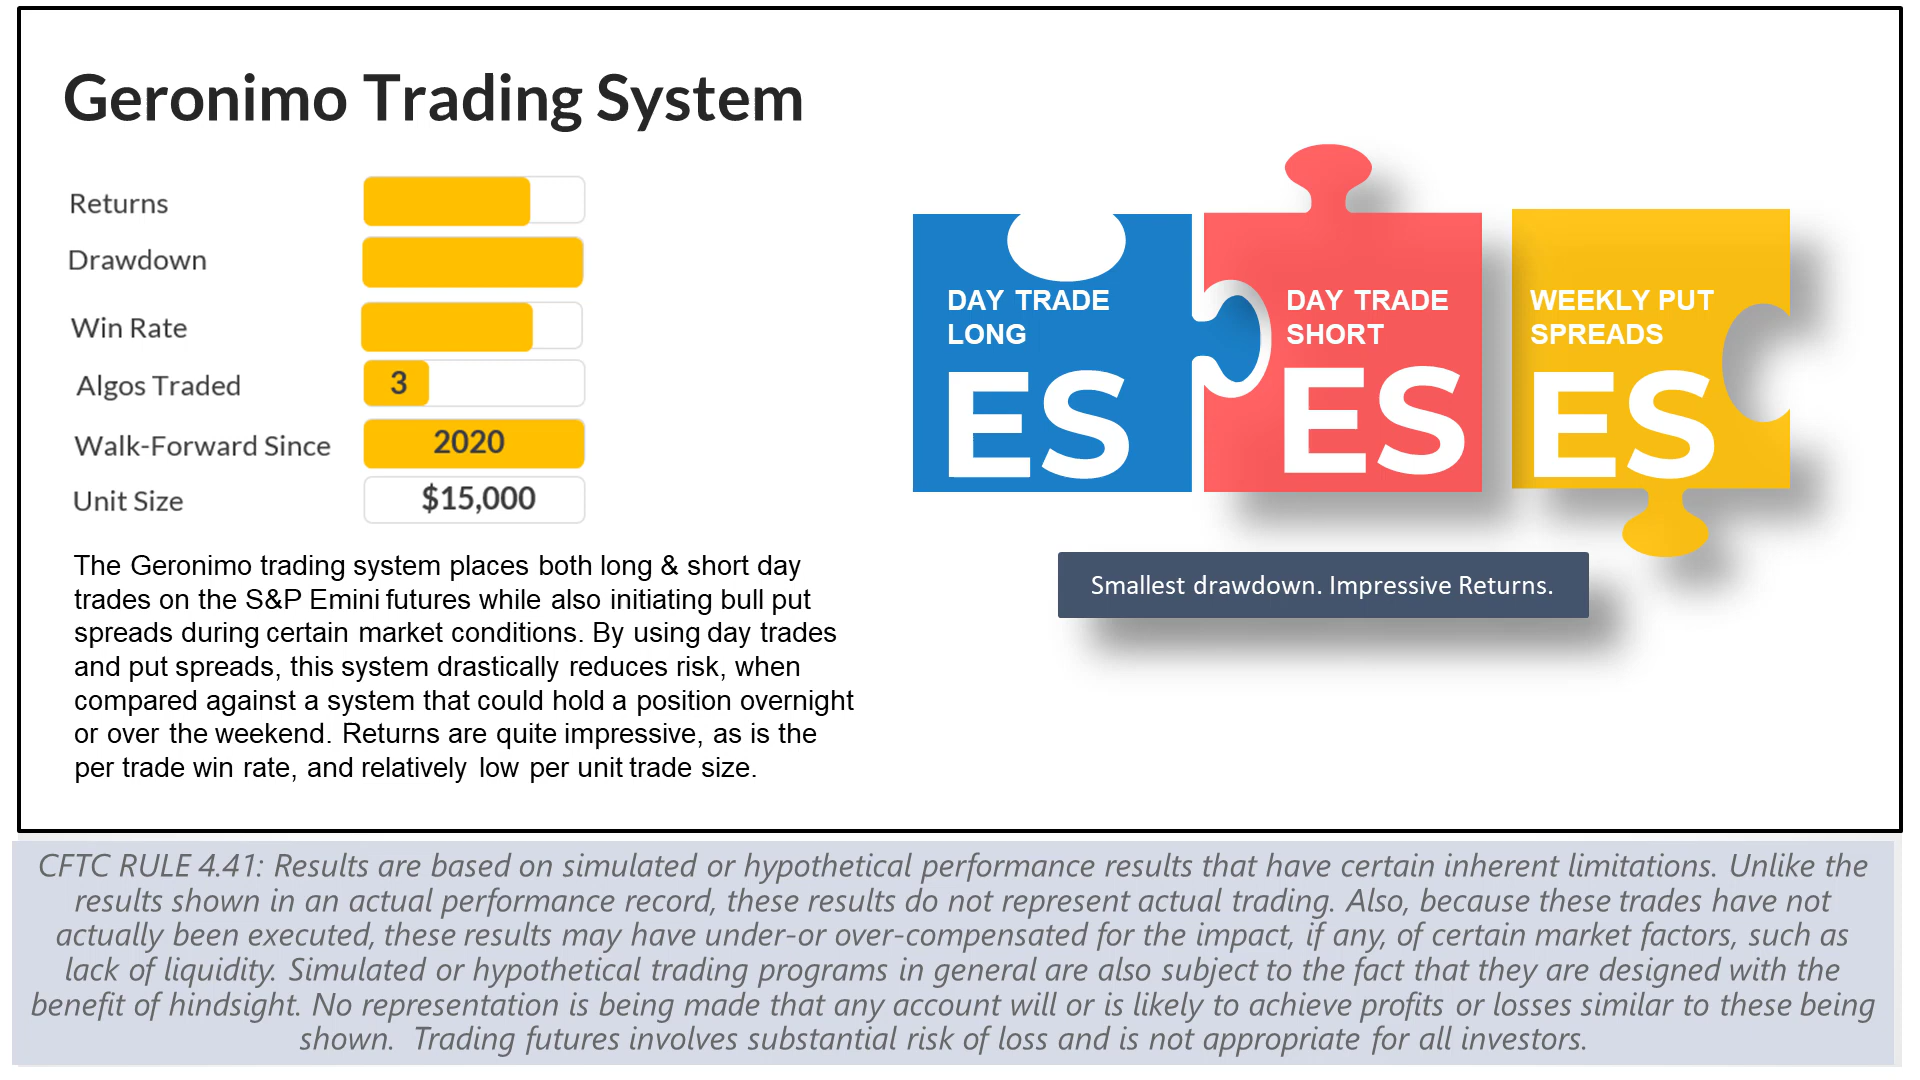 Geronimo Trading System
Returns
Drawdown
Win Rate
Algos Traded 3
Walk-Forward Since 2020
Unit Size $15,000
The Geronimo trading system places both long & short day
trades on the S&P Emini futures while also initiating bull put
spreads during certain market conditions. By using day trades
and put spreads, this system drastically reduces risk, when
compared against a system that could hold a position overnight
or over the weekend. Returns are quite impressive, as is the
per trade win rate, and relatively low per unit trade size.
DAY TRADE
LONG
ES
DAY TRADE
SHORT
ES
WEEKLY PUT
SPREADS
ES
Smallest drawdown. Impressive Returns.
CFTC RULE 4.41: Results are based on simulated or hypothetical performance results that have certain inherent limitations. Unlike the
results shown in an actual performance record, these results do not represent actual trading. Also, because these trades have not
actually been executed, these results may have under-or over-compensated for the impact, if any, of certain market factors, such as
lack of liquidity. Simulated or hypothetical trading programs in general are also subject to the fact that they are designed with the
benefit of hindsight. No representation is being made that any account will or is likely to achieve profits or losses similar to these being
shown. Trading futures involves substantial risk of loss and is not appropriate for all investors.